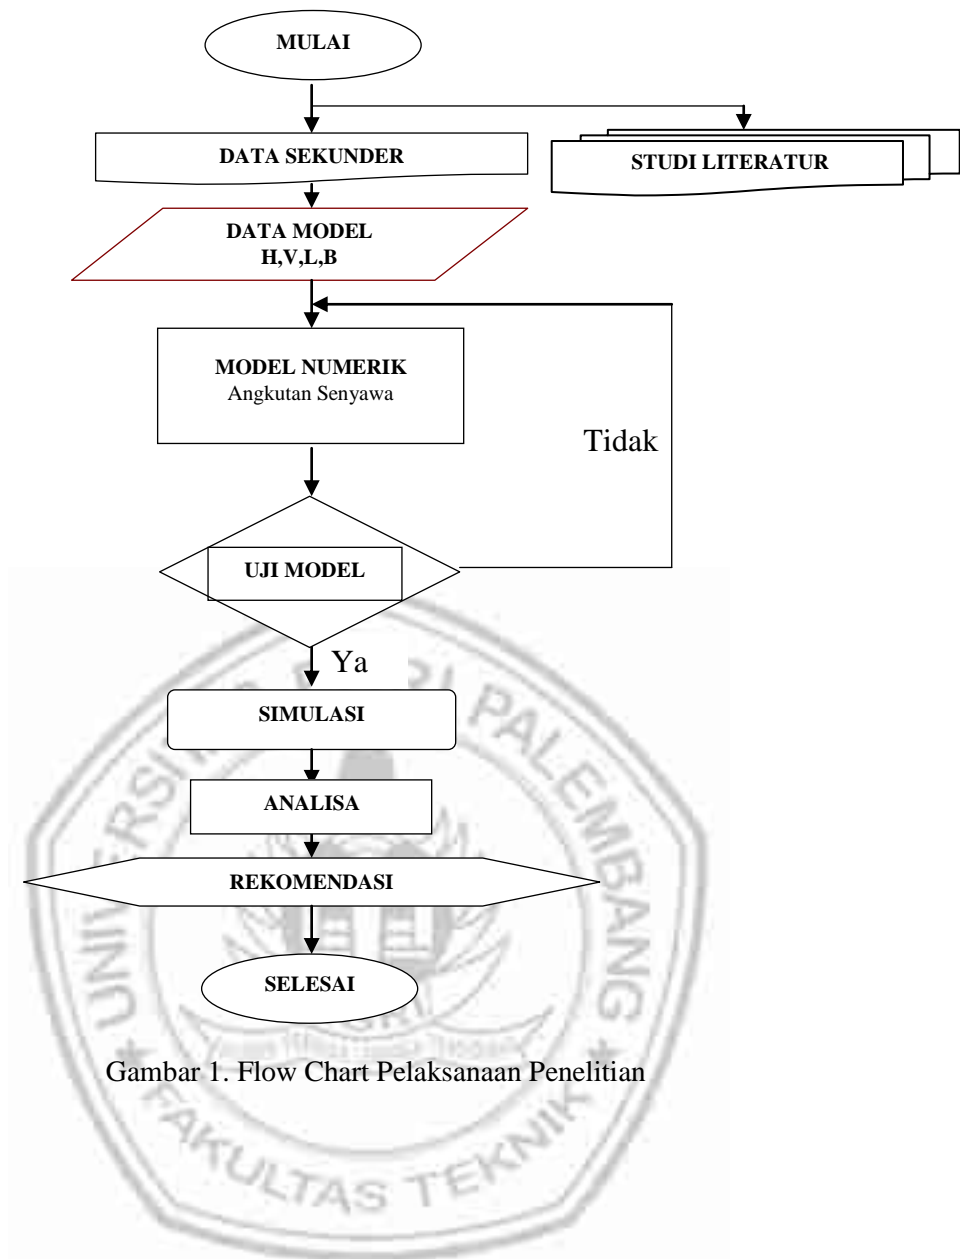 MULAI
DATA SEKUNDER
STUDI LITERATUR
DATA MODEL
H,V,L,B
MODEL NUMERIK
Angkutan Senyawa
Tidak
UJI MODEL
Ya
SIMULASI
ANALISA
REKOMENDASI
SELESAI
Gambar 1. Flow Chart Pelaksanaan Penelitian
PALEMBANG
FAKULTAS TEKNIK